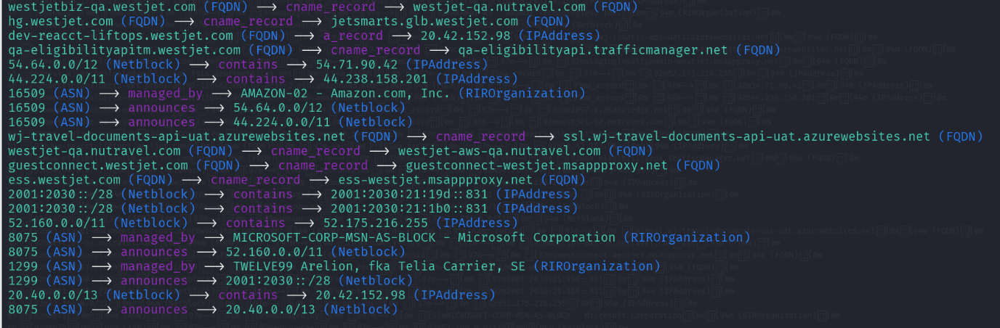 westjetbiz-qa.westjet.com (FQDN) ⟶ cname_record ⟶ westjet-qa.nutravel.com (FQDN)
hg.westjet.com (FQDN) ⟶ cname_record ⟶ jetsmarts.glb.westjet.com (FQDN)
dev-reacct-liftops.westjet.com (FQDN) ⟶ a_record ⟶ 20.42.152.98 (IPAddress)
qa-eligibilityapitm.westjet.com (FQDN) ⟶ cname_record ⟶ qa-eligibilityapi.trafficmanager.net (FQDN)
54.64.0.0/12 (Netblock) ⟶ contains ⟶ 54.71.90.42 (IPAddress)
44.224.0.0/11 (Netblock) ⟶ contains ⟶ 44.238.158.201 (IPAddress)
16509 (ASN) ⟶ managed_by ⟶ AMAZON-02 - Amazon.com, Inc. (RIROrganization)
16509 (ASN) ⟶ announces ⟶ 54.64.0.0/12 (Netblock)
16509 (ASN) ⟶ announces ⟶ 44.224.0.0/11 (Netblock)
wj-travel-documents-api-uat.azurewebsites.net (FQDN) ⟶ cname_record ⟶ ssl.wj-travel-documents-api-uat.azurewebsites.net (FQDN)
westjet-qa.nutravel.com (FQDN) ⟶ cname_record ⟶ westjet-aws-qa.nutravel.com (FQDN)
guestconnect.westjet.com (FQDN) ⟶ cname_record ⟶ guestconnect-westjet.msappproxy.net (FQDN)
ess.westjet.com (FQDN) ⟶ cname_record ⟶ ess-westjet.msappproxy.net (FQDN)
2001:2030::/28 (Netblock) ⟶ contains ⟶ 2001:2030:21:19d::831 (IPAddress)
2001:2030::/28 (Netblock) ⟶ contains ⟶ 2001:2030:21:1b0::831 (IPAddress)
52.160.0.0/11 (Netblock) ⟶ contains ⟶ 52.175.216.255 (IPAddress)
8075 (ASN) ⟶ managed_by ⟶ MICROSOFT-CORP-MSN-AS-BLOCK - Microsoft Corporation (RIROrganization)
8075 (ASN) ⟶ announces ⟶ 52.160.0.0/11 (Netblock)
1299 (ASN) ⟶ managed_by ⟶ TWELVE99 Arelion, fka Telia Carrier, SE (RIROrganization)
1299 (ASN) ⟶ announces ⟶ 2001:2030::/28 (Netblock)
20.40.0.0/13 (Netblock) ⟶ contains ⟶ 20.42.152.98 (IPAddress)
8075 (ASN) ⟶ announces ⟶ 20.40.0.0/13 (Netblock)